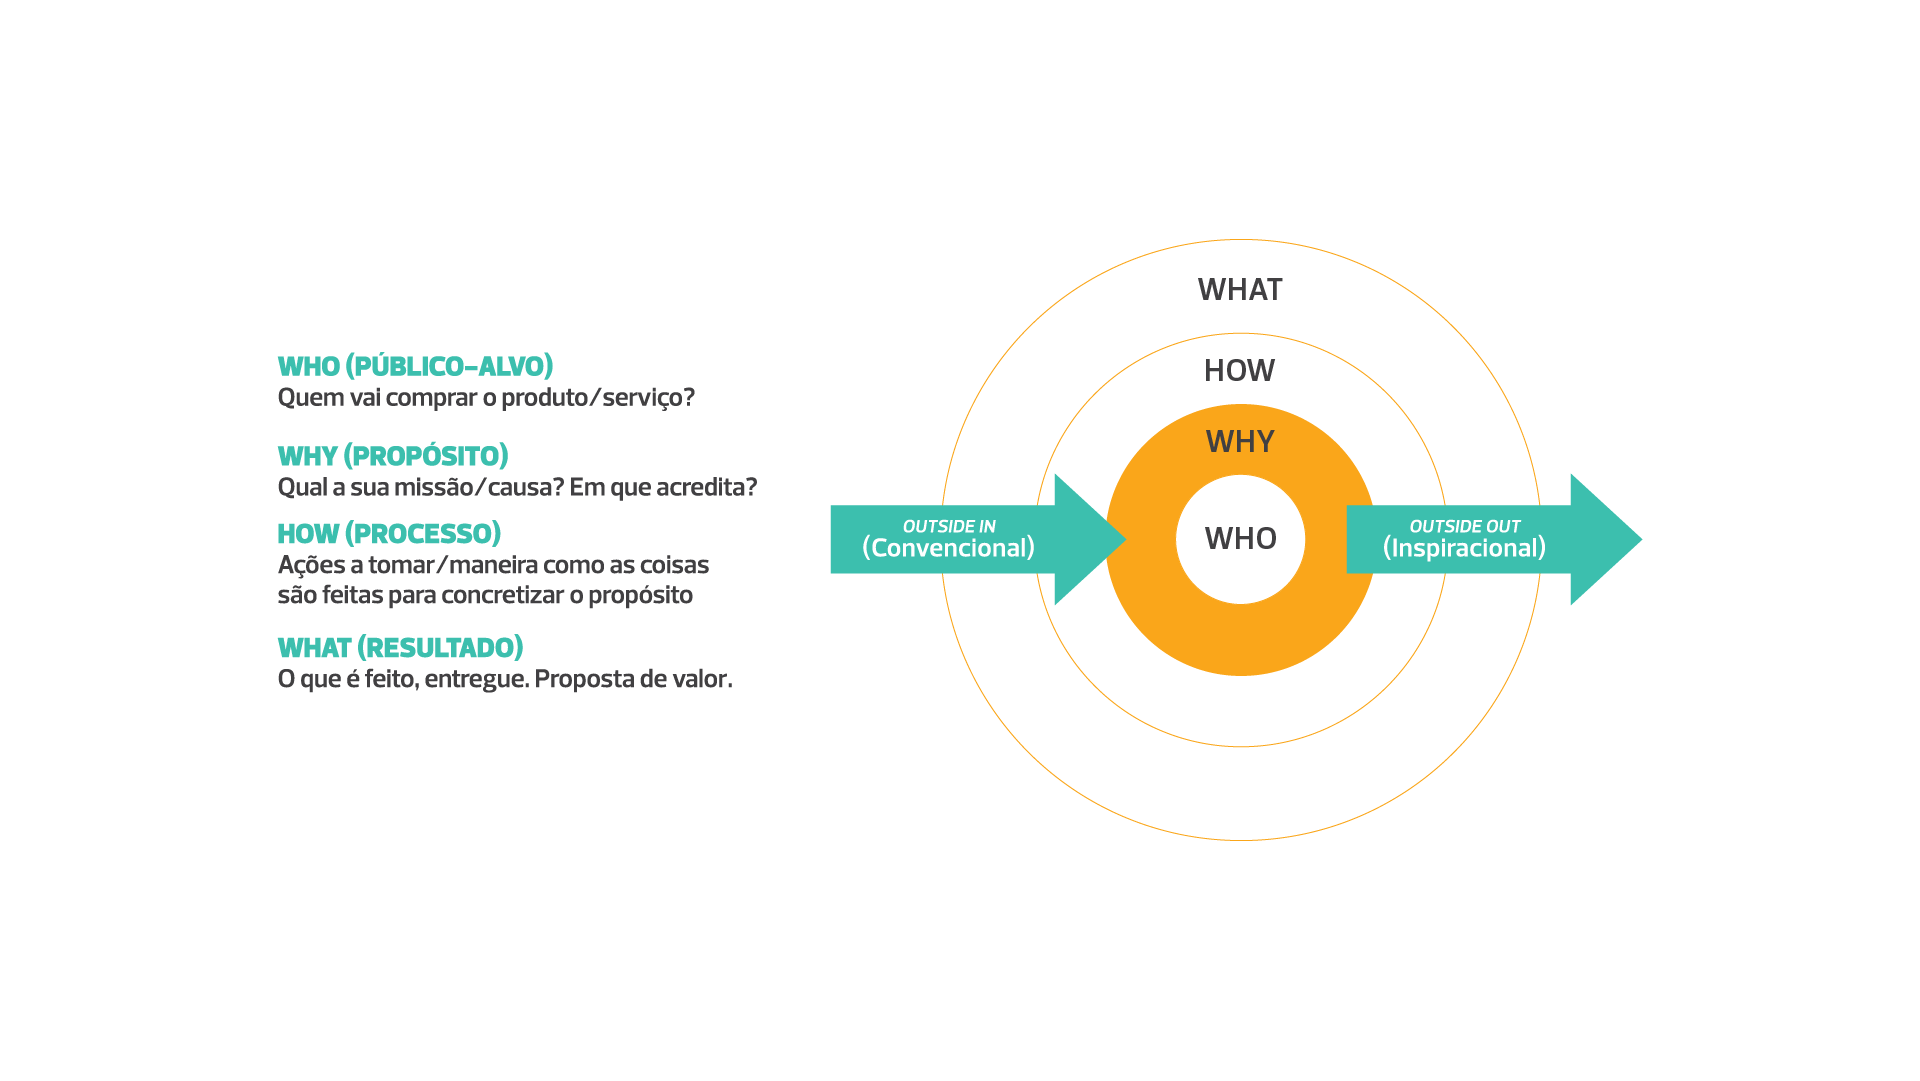 WHO (PÚBLICO-ALVO)
Quem vai comprar o produto/serviço?
WHY (PROPÓSITO)
Qual a sua missão/causa? Em que acredita?
HOW (PROCESSO)
Ações a tomar/maneira como as coisas
são feitas para concretizar o propósito
WHAT (RESULTADO)
O que é feito, entregue. Proposta de valor.
WHAT
HOW
WHY
WHO
OUTSIDE IN
(Convencional)
OUTSIDE OUT
(Inspiracional)